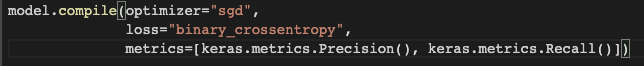 model.compile(optimizer="sgd",
              loss="binary_crossentropy",
              metrics=[keras.metrics.Precision(), keras.metrics.Recall()])